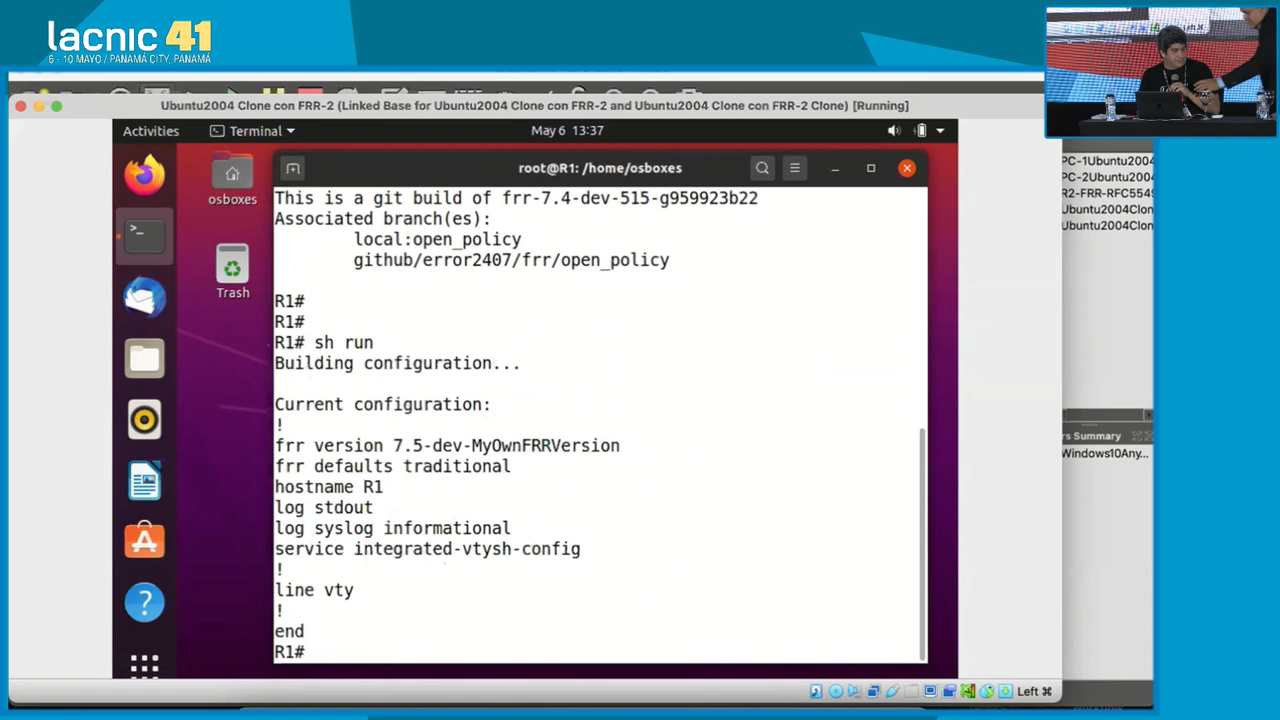 lacnic 41
6 - 10 MAYO / PANAMÁ CITY, PANAMÁ
Ubuntu2004 Clone con FRR-2 (Linked Base for Ubuntu2004 Clone con FRR-2 and Ubuntu2004 Clone con FRR-2 Clone) [Running]
Activities
Terminal
May 6 13:37
root@R1: /home/osboxes
osboxes
Trash
This is a git build of frr-7.4-dev-515-g959923b22
Associated branch(es):
local:open_policy
github/error2407/frr/open_policy
R1#
R1#
R1# sh run
Building configuration...
Current configuration:
!
frr version 7.5-dev-MyOwnFRRVersion
frr defaults traditional
hostname R1
log stdout
log syslog informational
service integrated-vtysh-config
!
line vty
!
end
R1#
PC-1Ubuntu2004
PC-2Ubuntu2004
R2-FRR-RFC5549
Ubuntu2004Clon
Ubuntu2004Clon
rs Summary
Windows10Any...
Left ⌘